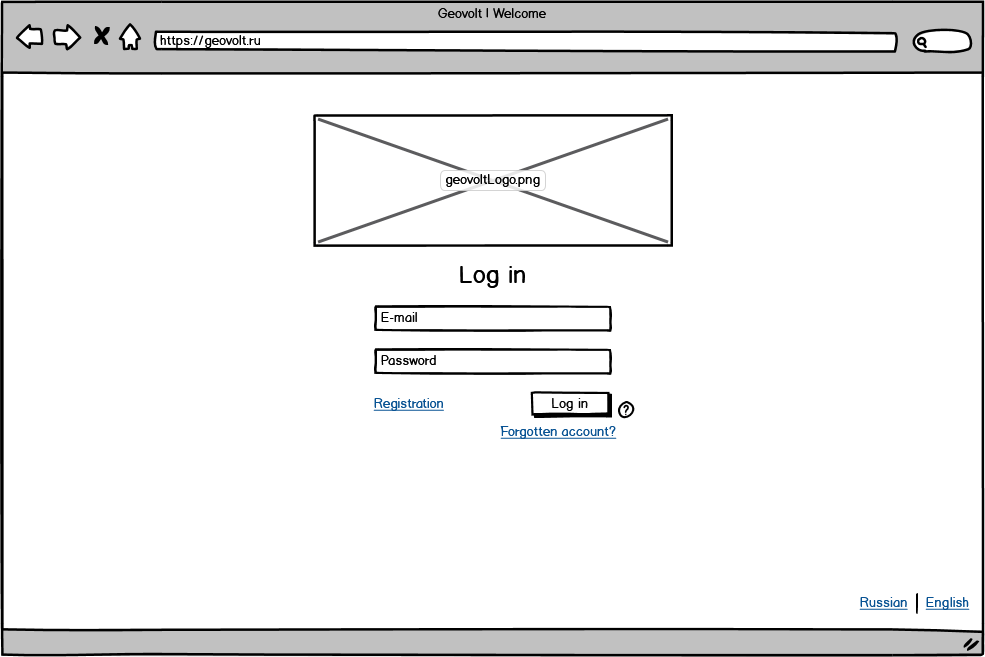 Geovolt | Welcome
https://geovolt.ru
geovoltLogo.png
Log in
E-mail
Password
Registration Log in ?
Forgotten account?
Russian | English